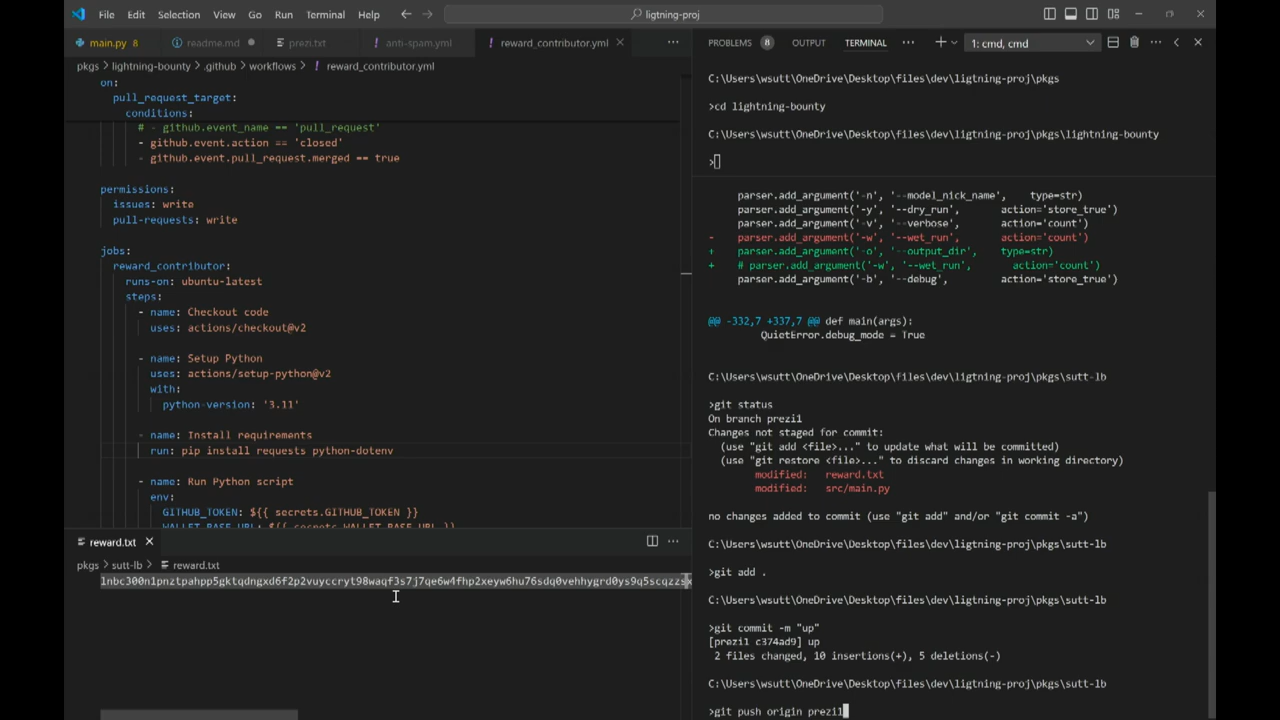 File Edit Selection View Go Run Terminal Help
ligtning-proj
main.py 8
readme.md
prezi.txt
anti-spam.yml
reward_contributor.yml
pkgs > lightning-bounty > .github > workflows > reward_contributor.yml
on:
pull_request_target:
conditions:
# - github.event_name == 'pull_request'
- github.event.action == 'closed'
- github.event.pull_request.merged == true
permissions:
issues: write
pull-requests: write
jobs:
reward_contributor:
runs-on: ubuntu-latest
steps:
- name: Checkout code
uses: actions/checkout@v2
- name: Setup Python
uses: actions/setup-python@v2
with:
python-version: '3.11'
- name: Install requirements
run: pip install requests python-dotenv
- name: Run Python script
env:
GITHUB_TOKEN: ${{ secrets.GITHUB_TOKEN }}
WALLET_BASE_URL: ${{ secrets.WALLET_BASE_URL }}
reward.txt
pkgs > sutt-lb > reward.txt
lnbc300n1pnztpahpp5gktqdngxd6f2p2vuyccryt98waqf3s7j7qe6w4fhp2xeyw6hu76sdq0vehhygrd0ys9q5scqzzsx
PROBLEMS 8 OUTPUT TERMINAL
1: cmd, cmd
C:\Users\wsutt\OneDrive\Desktop\files\dev\ligtning-proj\pkgs
>cd lightning-bounty
C:\Users\wsutt\OneDrive\Desktop\files\dev\ligtning-proj\pkgs\lightning-bounty
>
parser.add_argument('-n', '--model_nick_name', type=str)
parser.add_argument('-y', '--dry_run', action='store_true')
parser.add_argument('-v', '--verbose', action='count')
- parser.add_argument('-w', '--wet_run', action='count')
+ parser.add_argument('-o', '--output_dir', type=str)
+ # parser.add_argument('-w', '--wet_run', action='count')
parser.add_argument('-b', '--debug', action='store_true')
@@ -332,7 +337,7 @@ def main(args):
QuietError.debug_mode = True
C:\Users\wsutt\OneDrive\Desktop\files\dev\ligtning-proj\pkgs\sutt-lb
>git status
On branch prezi1
Changes not staged for commit:
(use "git add <file>..." to update what will be committed)
(use "git restore <file>..." to discard changes in working directory)
modified: reward.txt
modified: src/main.py
no changes added to commit (use "git add" and/or "git commit -a")
C:\Users\wsutt\OneDrive\Desktop\files\dev\ligtning-proj\pkgs\sutt-lb
>git add .
C:\Users\wsutt\OneDrive\Desktop\files\dev\ligtning-proj\pkgs\sutt-lb
>git commit -m "up"
[prezi1 c374ad9] up
2 files changed, 10 insertions(+), 5 deletions(-)
C:\Users\wsutt\OneDrive\Desktop\files\dev\ligtning-proj\pkgs\sutt-lb
>git push origin prezi1